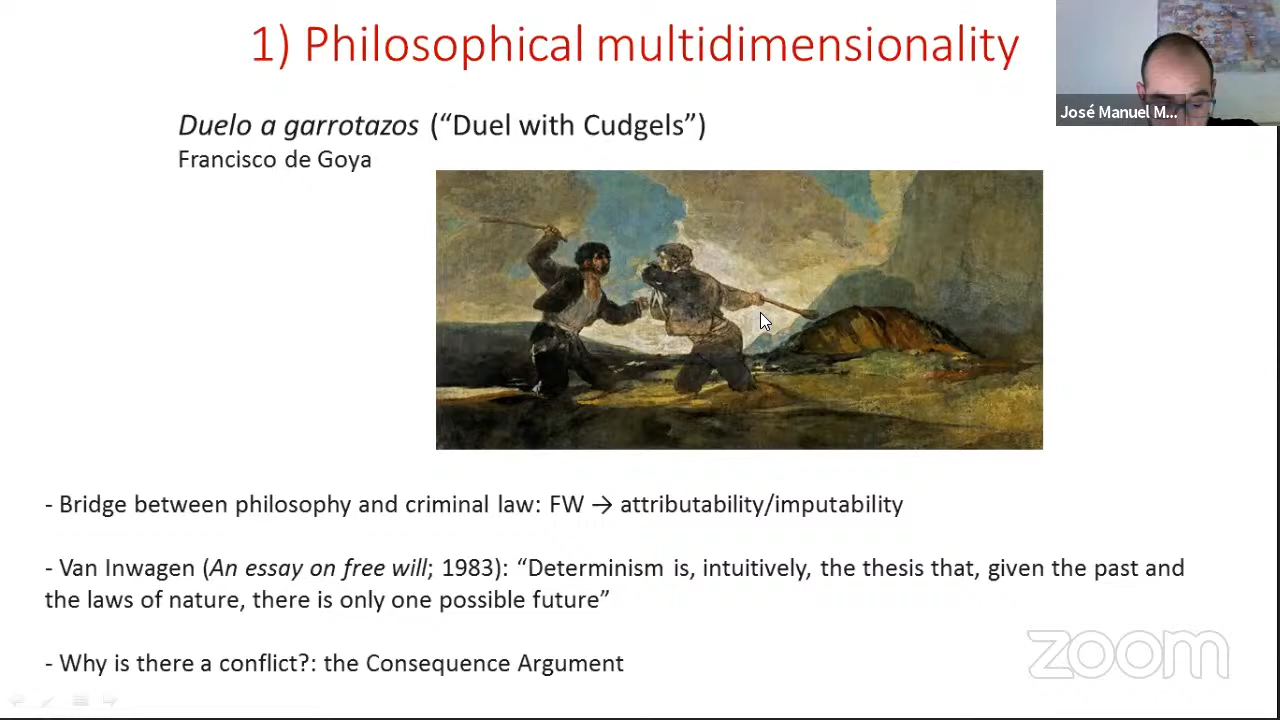 1) Philosophical multidimensionality
José Manuel M...
Duelo a garrotazos (“Duel with Cudgels”)
Francisco de Goya
- Bridge between philosophy and criminal law: FW → attributability/imputability
- Van Inwagen (An essay on free will; 1983): “Determinism is, intuitively, the thesis that, given the past and
the laws of nature, there is only one possible future”
- Why is there a conflict?: the Consequence Argument
zoom